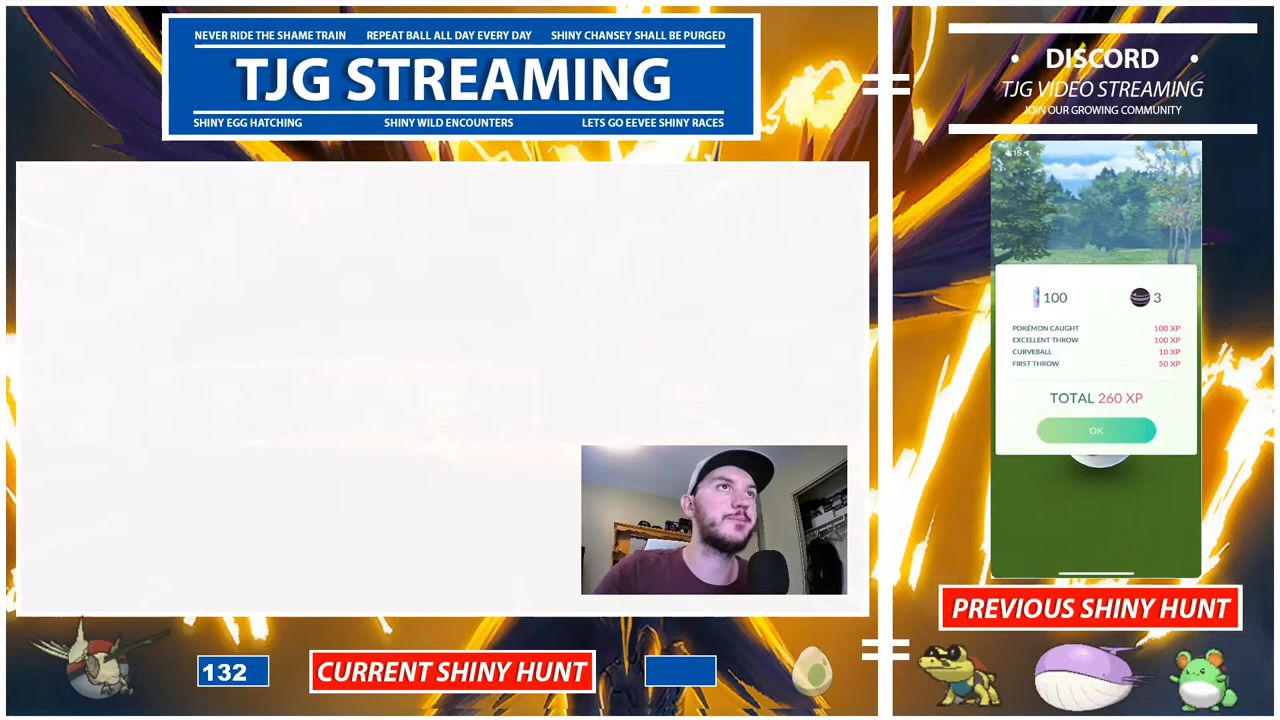 NEVER RIDE THE SHAME TRAIN REPEAT BALL ALL DAY EVERY DAY SHINY CHANSEY SHALL BE PURGED
TJG STREAMING
SHINY EGG HATCHING SHINY WILD ENCOUNTERS LETS GO EEVEE SHINY RACES
• DISCORD •
TJG VIDEO STREAMING
JOIN OUR GROWING COMMUNITY
100 3
POKÉMON CAUGHT 100 XP
EXCELLENT THROW 100 XP
CURVEBALL 10 XP
FIRST THROW 50 XP
TOTAL 260 XP
OK
PREVIOUS SHINY HUNT
132 CURRENT SHINY HUNT